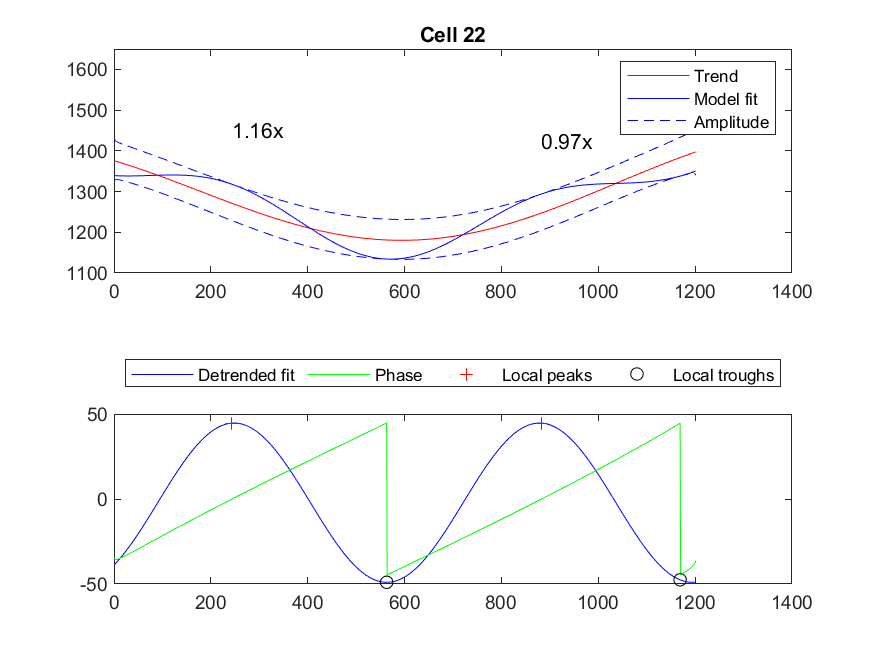 Cell 22
1600
1500
1400
1300
1200
1100
1.16x
0.97x
Trend
Model fit
Amplitude
0 200 400 600 800 1000 1200 1400
Detrended fit Phase Local peaks Local troughs
50
0
-50
0 200 400 600 800 1000 1200 1400